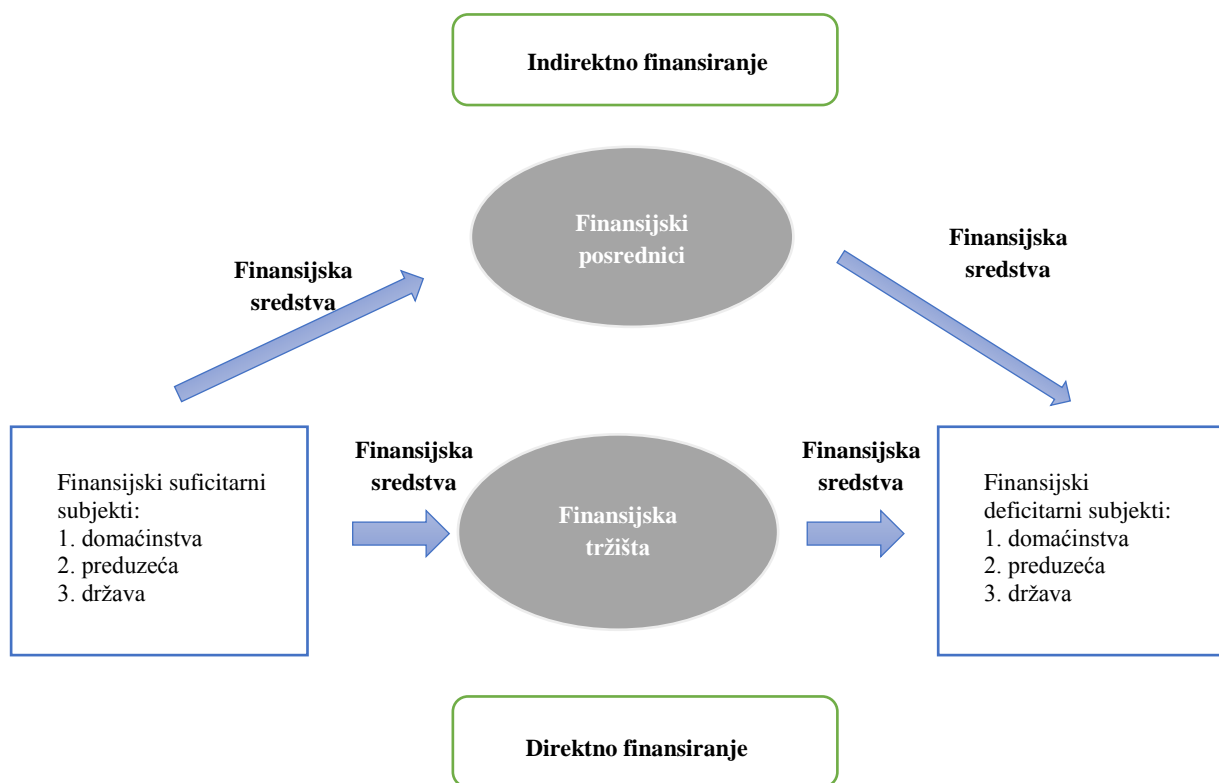 Indirektno finansiranje
Finansijski
posrednici
Finansijska
sredstva
Finansijska
sredstva
Finansijski suficitarni
subjekti:
1. domaćinstva
2. preduzeća
3. država
Finansijska
sredstva
Finansijska
tržišta
Finansijska
sredstva
Finansijski
deficitarni subjekti:
1. domaćinstva
2. preduzeća
3. država
Direktno finansiranje